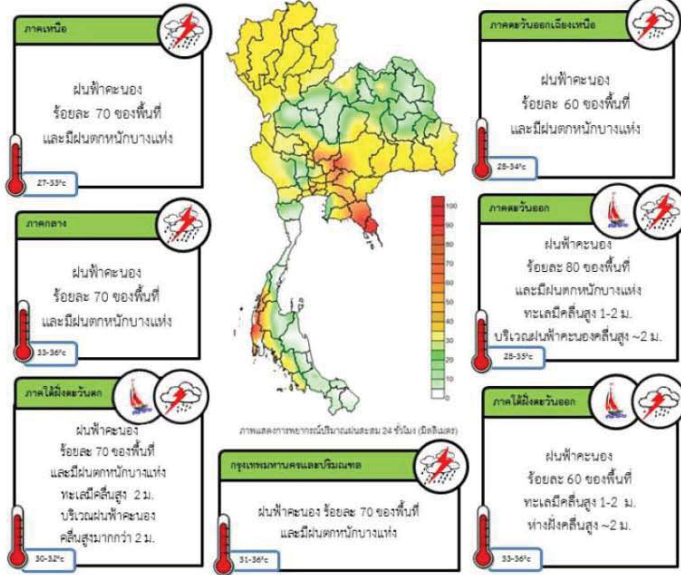 ภาคเหนือ
ฝนฟ้าคะนอง
ร้อยละ 70 ของพื้นที่
และมีฝนตกหนักบางแห่ง
27-33°c
ภาคตะวันออกเฉียงเหนือ
ฝนฟ้าคะนอง
ร้อยละ 60 ของพื้นที่
และมีฝนตกหนักบางแห่ง
28-34°c
ภาคกลาง
ฝนฟ้าคะนอง
ร้อยละ 70 ของพื้นที่
และมีฝนตกหนักบางแห่ง
33-36°c
ภาคตะวันออก
ฝนฟ้าคะนอง
ร้อยละ 80 ของพื้นที่
และมีฝนตกหนักบางแห่ง
ทะเลมีคลื่นสูง 1-2 ม.
บริเวณฝนฟ้าคะนองคลื่นสูง ~2 ม.
28-35°c
100
90
80
70
60
50
40
30
20
10
0
ภาพแสดงการพยากรณ์ปริมาณฝนสะสม 24 ชั่วโมง (มิลลิเมตร)
ภาคใต้ฝั่งตะวันตก
ฝนฟ้าคะนอง
ร้อยละ 70 ของพื้นที่
และมีฝนตกหนักบางแห่ง
ทะเลมีคลื่นสูง 2 ม.
บริเวณฝนฟ้าคะนอง
คลื่นสูงมากกว่า 2 ม.
30-32°c
กรุงเทพมหานครและปริมณฑล
ฝนฟ้าคะนอง ร้อยละ 70 ของพื้นที่
และมีฝนตกหนักบางแห่ง
31-36°c
ภาคใต้ฝั่งตะวันออก
ฝนฟ้าคะนอง
ร้อยละ 60 ของพื้นที่
ทะเลมีคลื่นสูง 1-2 ม.
ห่างฝั่งคลื่นสูง ~2 ม.
33-36°c